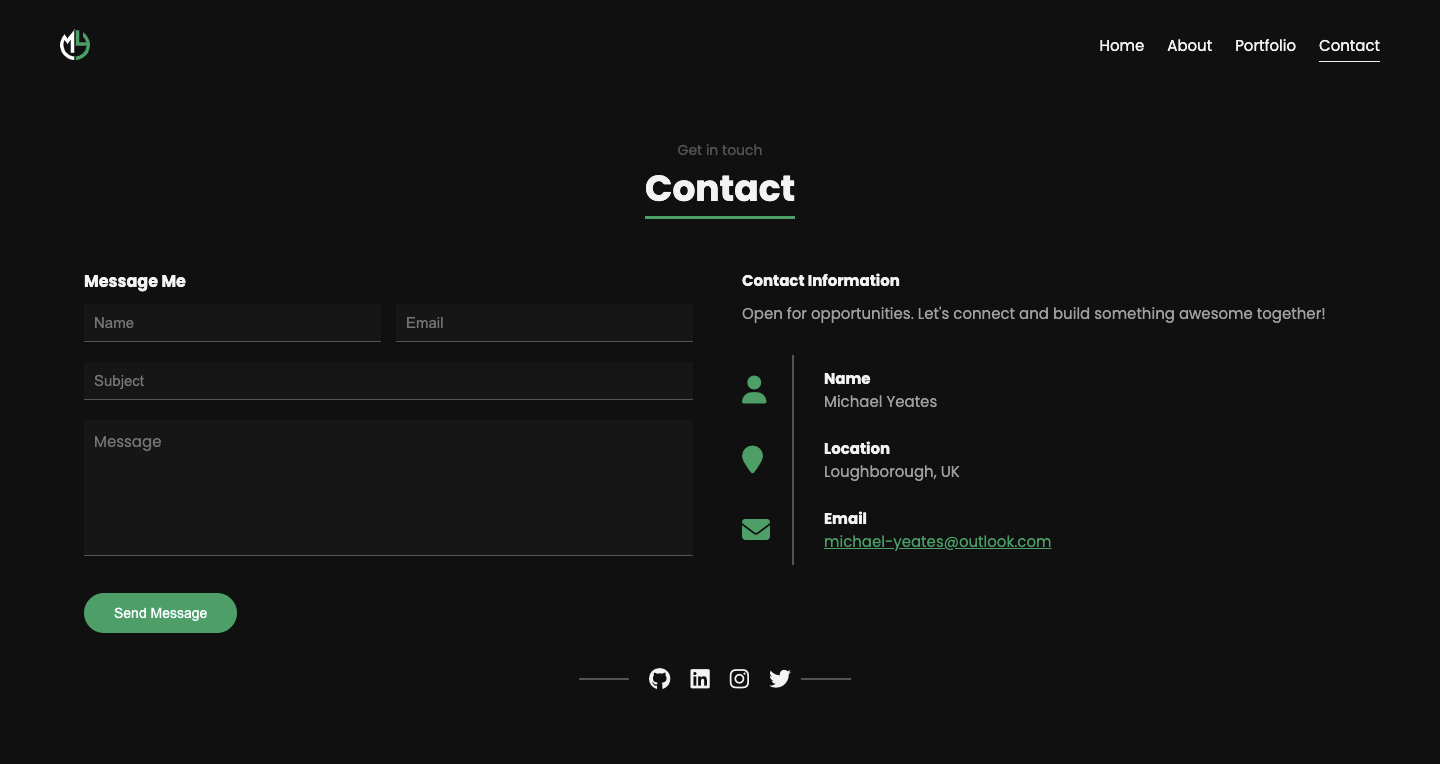 Home About Portfolio Contact
Get in touch
Contact
Message Me
Name Email
Subject
Message
Send Message
Contact Information
Open for opportunities. Let's connect and build something awesome together!
Name
Michael Yeates
Location
Loughborough, UK
Email
michael-yeates@outlook.com